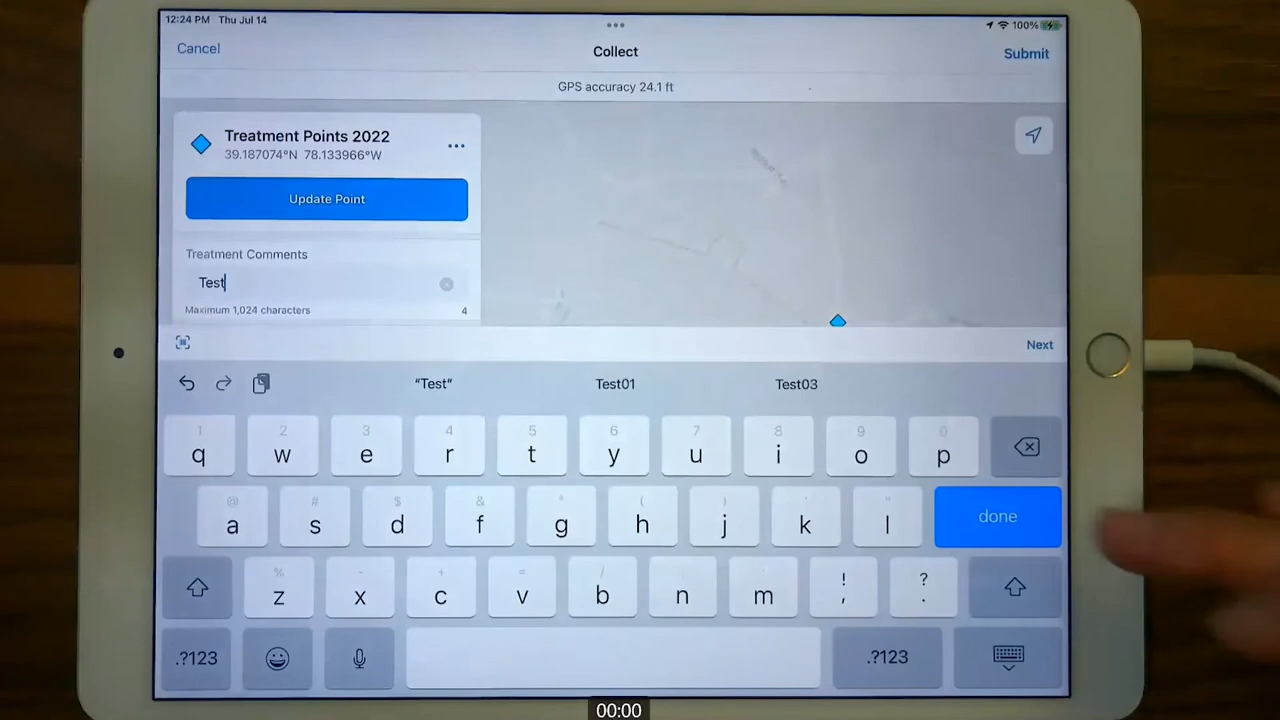 12:24 PM Thu Jul 14
100%
Cancel
Collect
Submit
GPS accuracy 24.1 ft
Treatment Points 2022
39.187074°N 78.133966°W
Update Point
Treatment Comments
Test
Maximum 1,024 characters
4
Next
“Test”
Test01
Test03
1 2 3 4 5 6 7 8 9 0
q w e r t y u i o p
@ # $ & * ( ) ' "
a s d f g h j k l
done
% - + = /
z x c v b n m ! , ? .
.?123
.?123
00:00